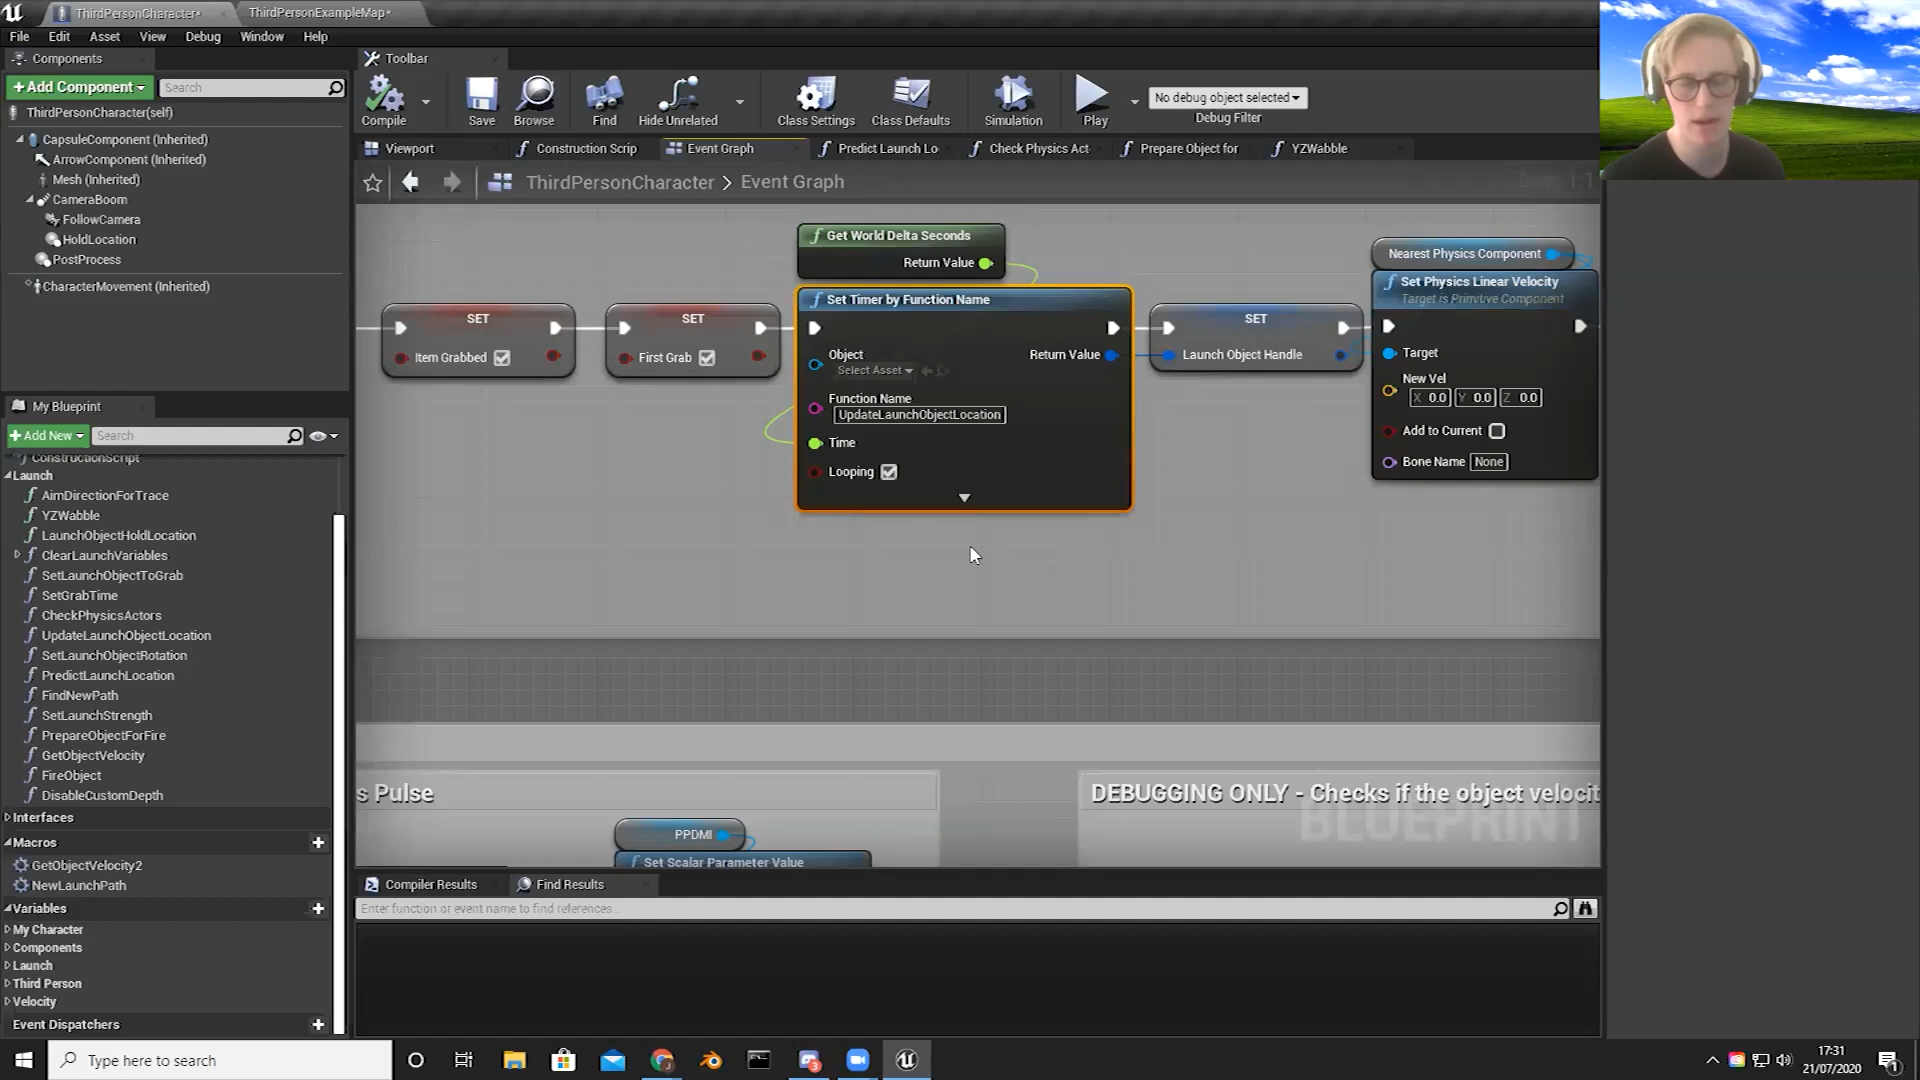 ThirdPersonCharacter*
ThirdPersonExampleMap*
File Edit Asset View Debug Window Help
Components
Toolbar
+Add Component
Search
ThirdPersonCharacter(self)
CapsuleComponent (Inherited)
ArrowComponent (Inherited)
Mesh (Inherited)
CameraBoom
FollowCamera
HoldLocation
PostProcess
CharacterMovement (Inherited)
Compile
Save
Browse
Find
Hide Unrelated
Class Settings
Class Defaults
Simulation
Play
No debug object selected
Debug Filter
Viewport
Construction Scrip
Event Graph
Predict Launch Lo
Check Physics Act
Prepare Object for
YZWabble
ThirdPersonCharacter > Event Graph
Zoom 1:1
Get World Delta Seconds
Return Value
SET
Item Grabbed
SET
First Grab
Set Timer by Function Name
Object
Select Asset
Return Value
Function Name
UpdateLaunchObjectLocation
Time
Looping
SET
Launch Object Handle
Nearest Physics Component
Set Physics Linear Velocity
Target is Primitive Component
Target
New Vel
X 0.0 Y 0.0 Z 0.0
Add to Current
Bone Name None
s Pulse
PPDMI
Set Scalar Parameter Value
DEBUGGING ONLY - Checks if the object velocit
BLUEPRINT
My Blueprint
+Add New
Search
ConstructionScript
Launch
AimDirectionForTrace
YZWabble
LaunchObjectHoldLocation
ClearLaunchVariables
SetLaunchObjectToGrab
SetGrabTime
CheckPhysicsActors
UpdateLaunchObjectLocation
SetLaunchObjectRotation
PredictLaunchLocation
FindNewPath
SetLaunchStrength
PrepareObjectForFire
GetObjectVelocity
FireObject
DisableCustomDepth
Interfaces
Macros
GetObjectVelocity2
NewLaunchPath
Variables
My Character
Components
Launch
Third Person
Velocity
Event Dispatchers
Compiler Results
Find Results
Enter function or event name to find references...
Type here to search
3
17:31
21/07/2020
1